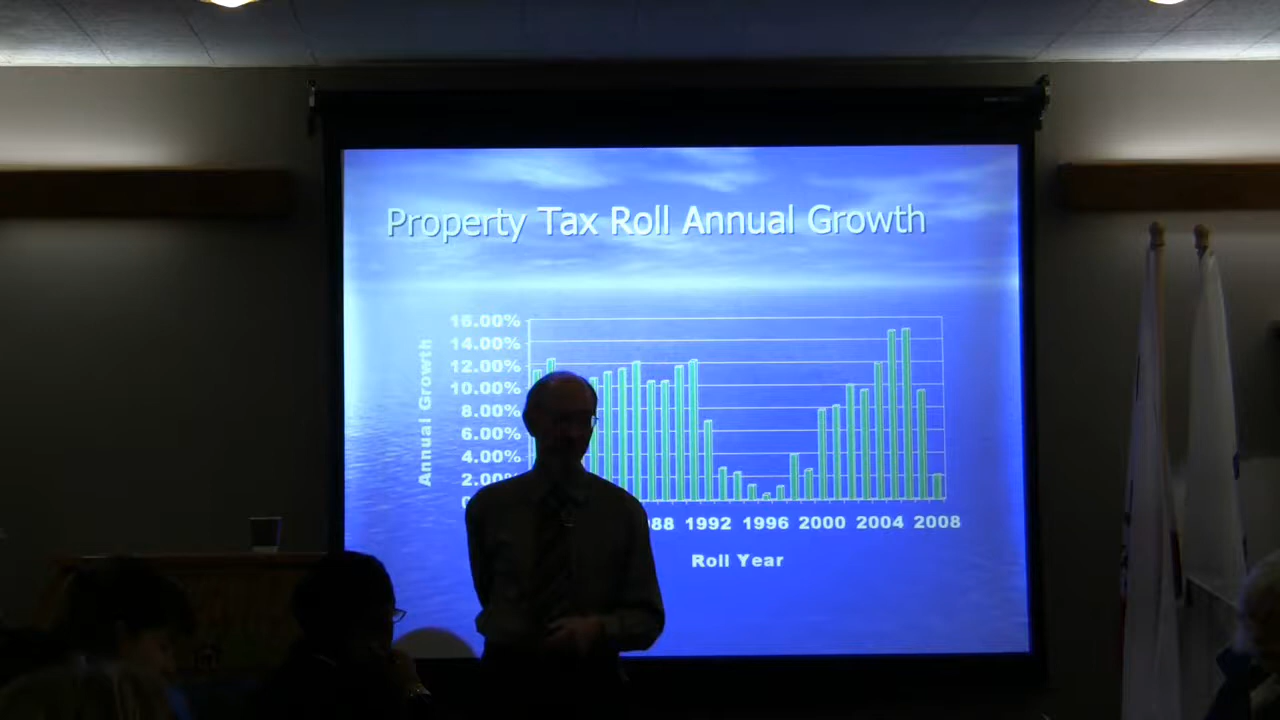 Property Tax Roll Annual Growth
16.00%
14.00%
12.00%
10.00%
8.00%
6.00%
4.00%
2.00%
Annual Growth
88 1992 1996 2000 2004 2008
Roll Year